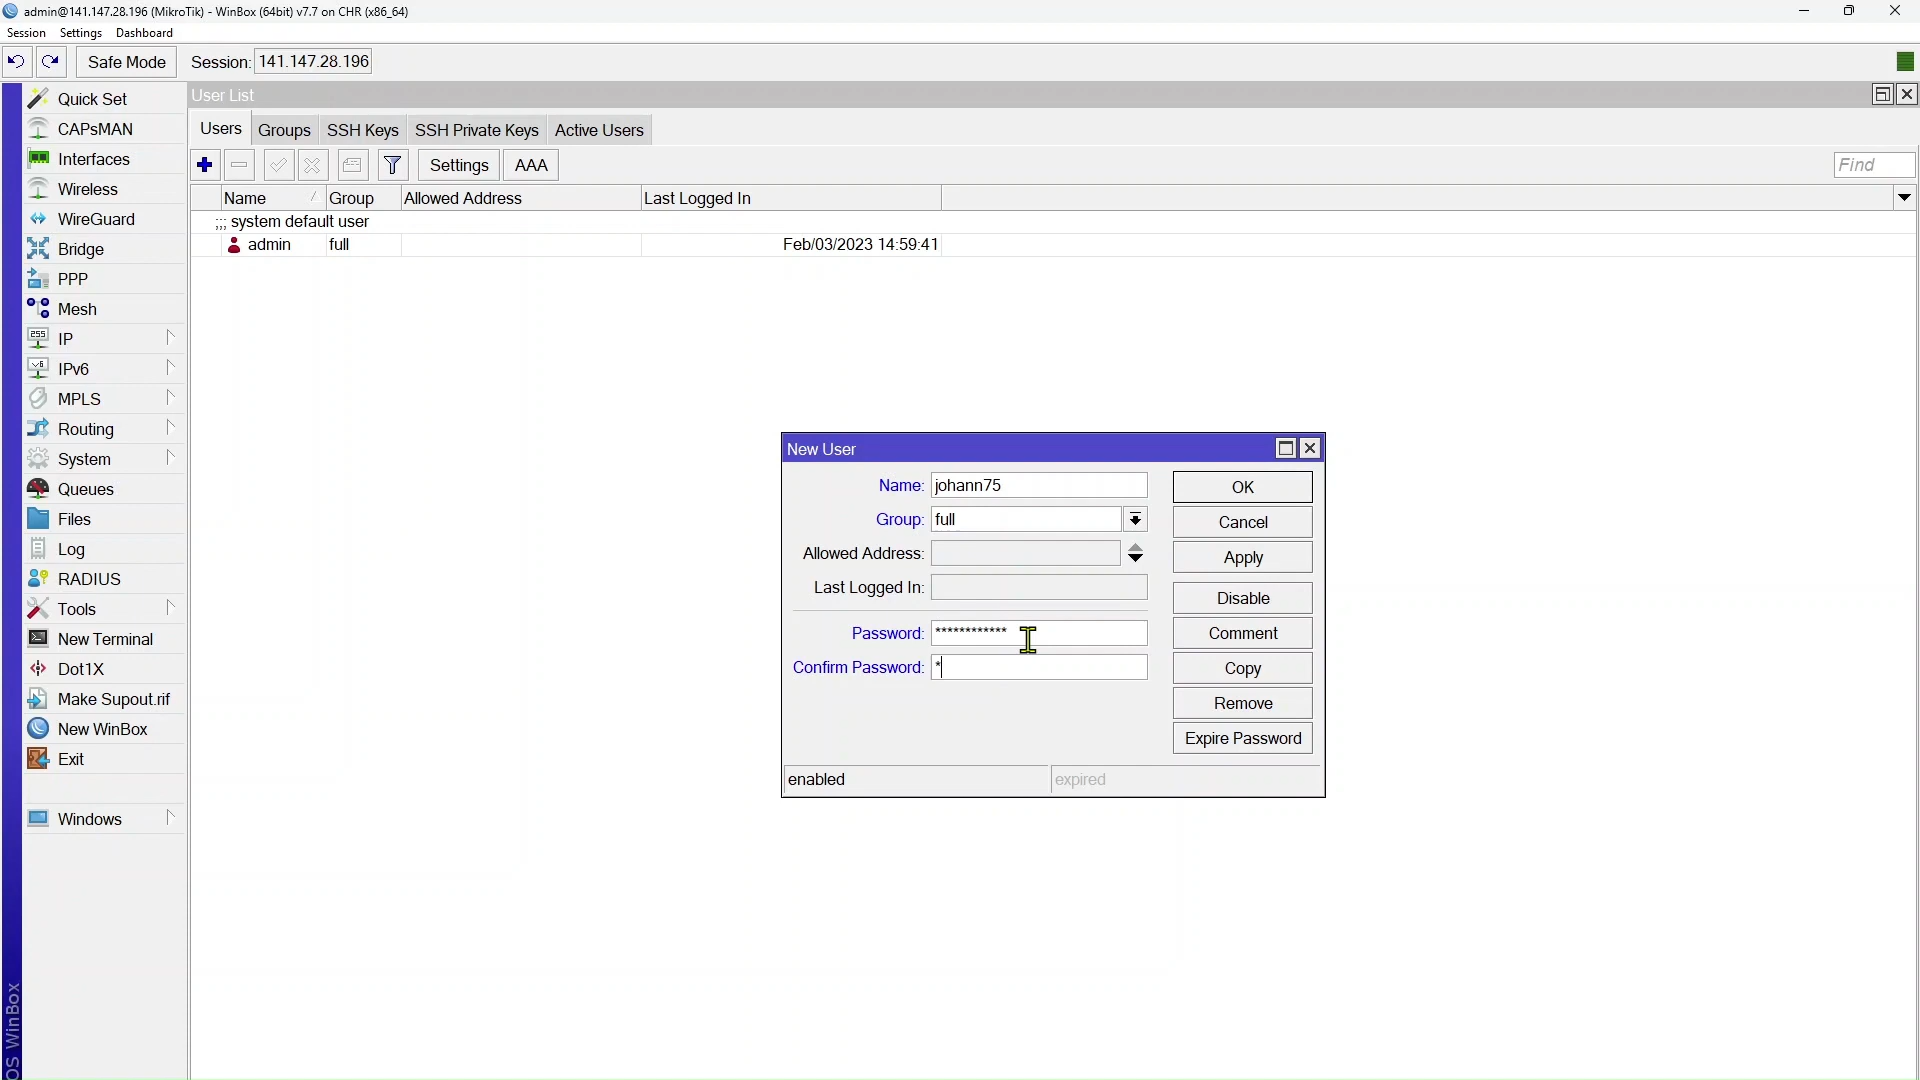 admin@141.147.28.196 (MikroTik) - WinBox (64bit) v7.7 on CHR (x86_64)
Session Settings Dashboard
Safe Mode Session: 141.147.28.196
Quick Set
CAPsMAN
Interfaces
Wireless
WireGuard
Bridge
PPP
Mesh
IP
IPv6
MPLS
Routing
System
Queues
Files
Log
RADIUS
Tools
New Terminal
Dot1X
Make Supout.rif
New WinBox
Exit
Windows
OS WinBox
User List
Users Groups SSH Keys SSH Private Keys Active Users
Settings AAA Find
Name Group Allowed Address Last Logged In
;;; system default user
admin full Feb/03/2023 14:59:41
New User
Name: johann75
Group: full
Allowed Address:
Last Logged In:
Password: ************
Confirm Password: *
OK
Cancel
Apply
Disable
Comment
Copy
Remove
Expire Password
enabled expired